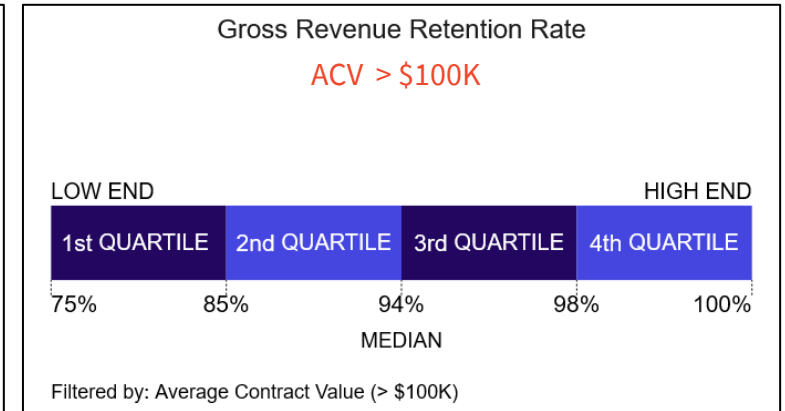 Gross Revenue Retention Rate
ACV > $100K
LOW END HIGH END
1st QUARTILE 2nd QUARTILE 3rd QUARTILE 4th QUARTILE
75% 85% 94% 98% 100%
MEDIAN
Filtered by: Average Contract Value (> $100K)